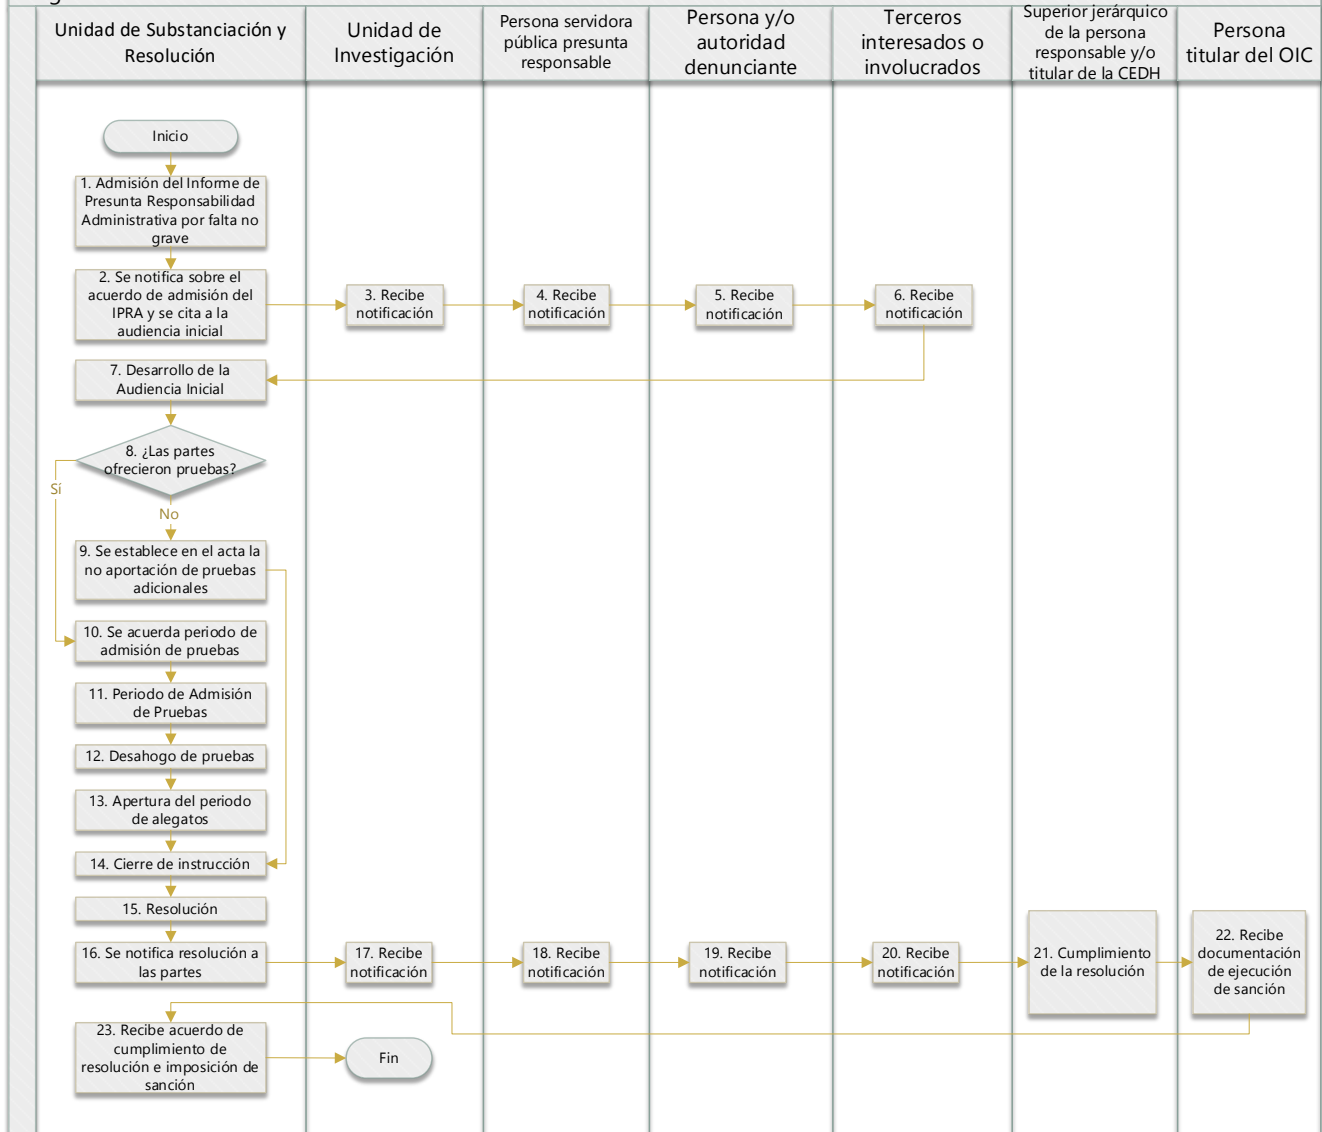 Unidad de Substanciación y
Resolución
Unidad de
Investigación
Persona servidora
pública presunta
responsable
Persona y/o
autoridad
denunciante
Terceros
interesados o
involucrados
Superior jerárquico
de la persona
responsable y/o
titular de la CEDH
Persona
titular del OIC
Inicio
1. Admisión del Informe de
Presunta Responsabilidad
Administrativa por falta no
grave
2. Se notifica sobre el
acuerdo de admisión del
IPRA y se cita a la
audiencia inicial
3. Recibe
notificación
4. Recibe
notificación
5. Recibe
notificación
6. Recibe
notificación
7. Desarrollo de la
Audiencia Inicial
8. ¿Las partes
ofrecieron pruebas?
Sí
No
9. Se establece en el acta la
no aportación de pruebas
adicionales
10. Se acuerda periodo de
admisión de pruebas
11. Periodo de Admisión
de Pruebas
12. Desahogo de pruebas
13. Apertura del periodo
de alegatos
14. Cierre de instrucción
15. Resolución
16. Se notifica resolución a
las partes
17. Recibe
notificación
18. Recibe
notificación
19. Recibe
notificación
20. Recibe
notificación
21. Cumplimiento
de la resolución
22. Recibe
documentación
de ejecución
de sanción
23. Recibe acuerdo de
cumplimiento de
resolución e imposición de
sanción
Fin